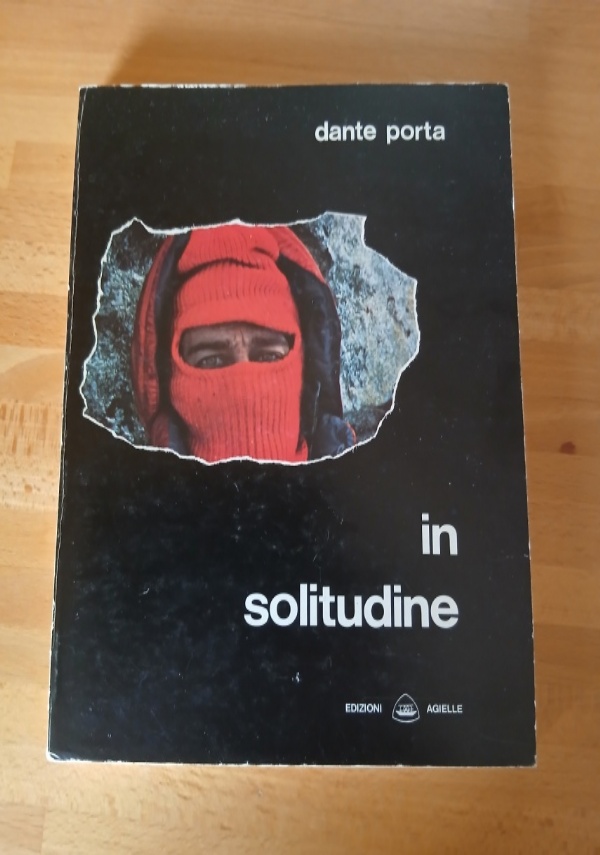 dante porta
in
solitudine
EDIZIONI AGIELLE